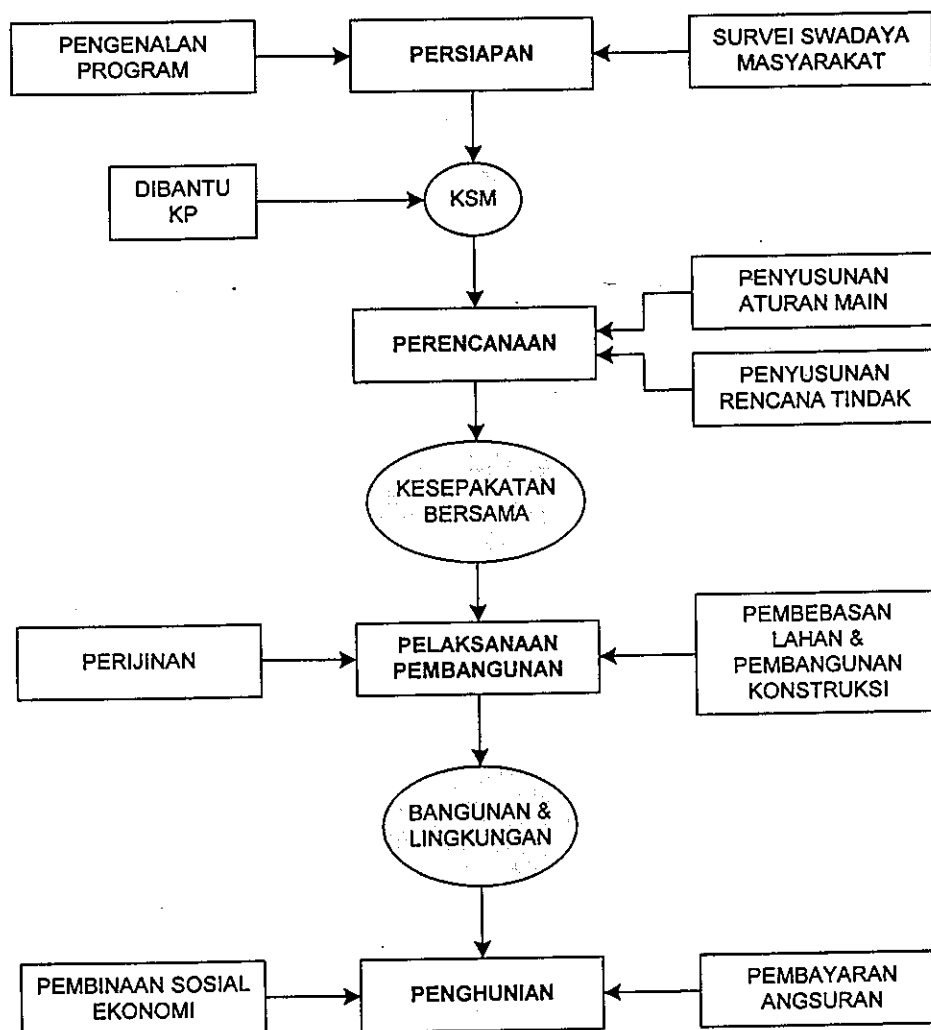 PENGENALAN
PROGRAM
PERSIAPAN
SURVEI SWADAYA
MASYARAKAT
DIBANTU
KP
KSM
PENYUSUNAN
ATURAN MAIN
PERENCANAAN
PENYUSUNAN
RENCANA TINDAK
KESEPAKATAN
BERSAMA
PERIJINAN
PELAKSANAAN
PEMBANGUNAN
PEMBEBASAN
LAHAN &
PEMBANGUNAN
KONSTRUKSI
BANGUNAN &
LINGKUNGAN
PEMBINAAN SOSIAL
EKONOMI
PENGHUNIAN
PEMBAYARAN
ANGSURAN